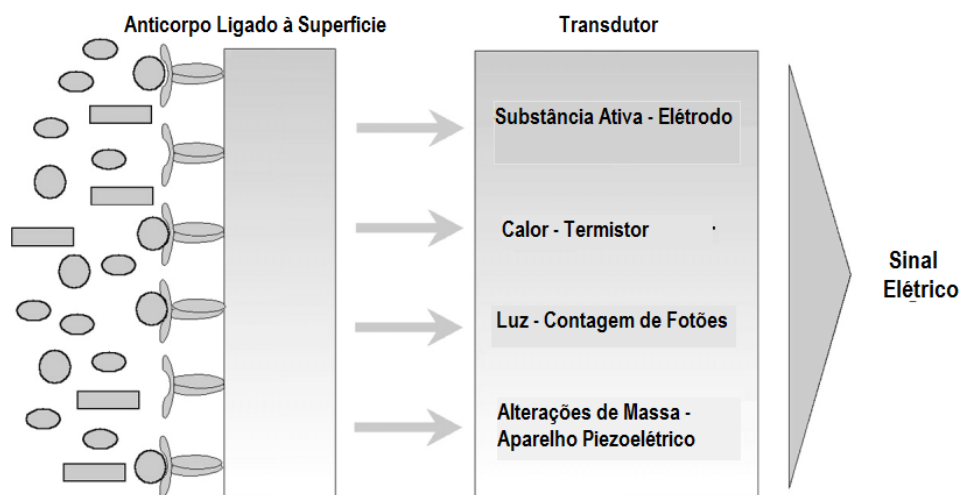 Anticorpo Ligado à Superficie
Transdutor
Substância Ativa - Elétrodo
Calor - Termistor
Luz - Contagem de Fotões
Alterações de Massa -
Aparelho Piezoelétrico
Sinal
Elétrico